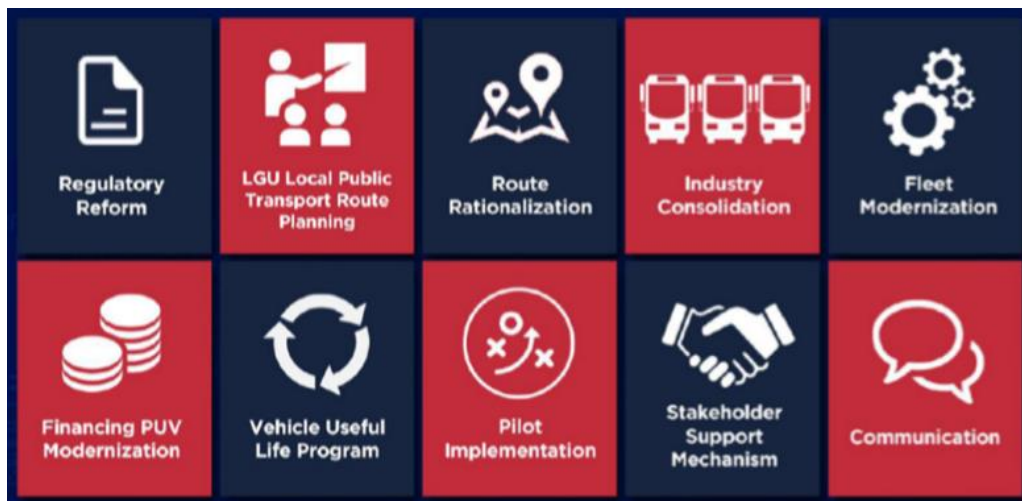 Regulatory
Reform
LGU Local Public
Transport Route
Planning
Route
Rationalization
Industry
Consolidation
Fleet
Modernization
Financing PUV
Modernization
Vehicle Useful
Life Program
Pilot
Implementation
Stakeholder
Support
Mechanism
Communication